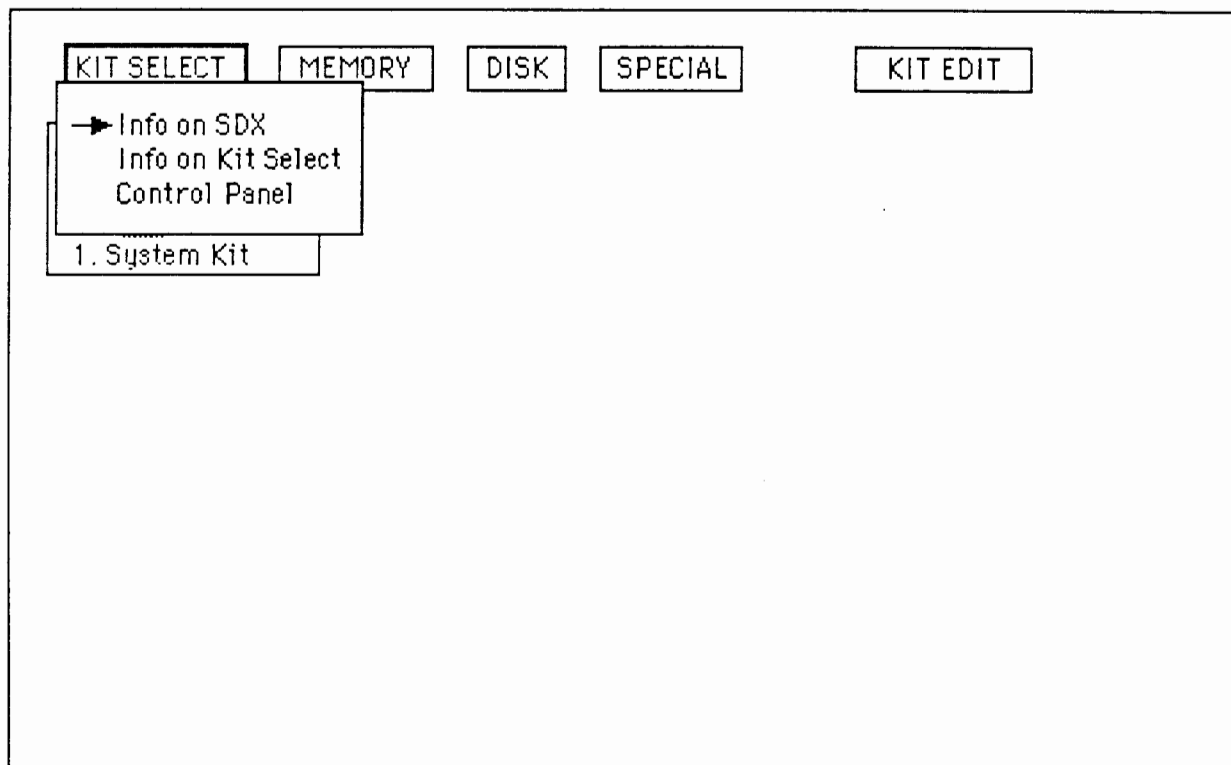 KIT SELECT MEMORY DISK SPECIAL KIT EDIT
Info on SDX
Info on Kit Select
Control Panel
1. System Kit